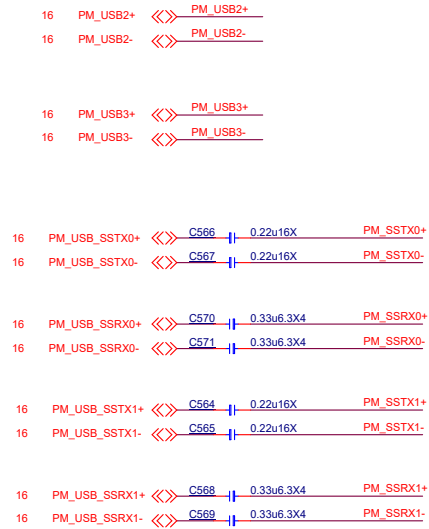 16 PM_USB2+ PM_USB2+
16 PM_USB2- PM_USB2-
16 PM_USB3+ PM_USB3+
16 PM_USB3- PM_USB3-
16 PM_USB_SSTX0+ C566 0.22u16X PM_SSTX0+
16 PM_USB_SSTX0- C567 0.22u16X PM_SSTX0-
16 PM_USB_SSRX0+ C570 0.33u6.3X4 PM_SSRX0+
16 PM_USB_SSRX0- C571 0.33u6.3X4 PM_SSRX0-
16 PM_USB_SSTX1+ C564 0.22u16X PM_SSTX1+
16 PM_USB_SSTX1- C565 0.22u16X PM_SSTX1-
16 PM_USB_SSRX1+ C568 0.33u6.3X4 PM_SSRX1+
16 PM_USB_SSRX1- C569 0.33u6.3X4 PM_SSRX1-